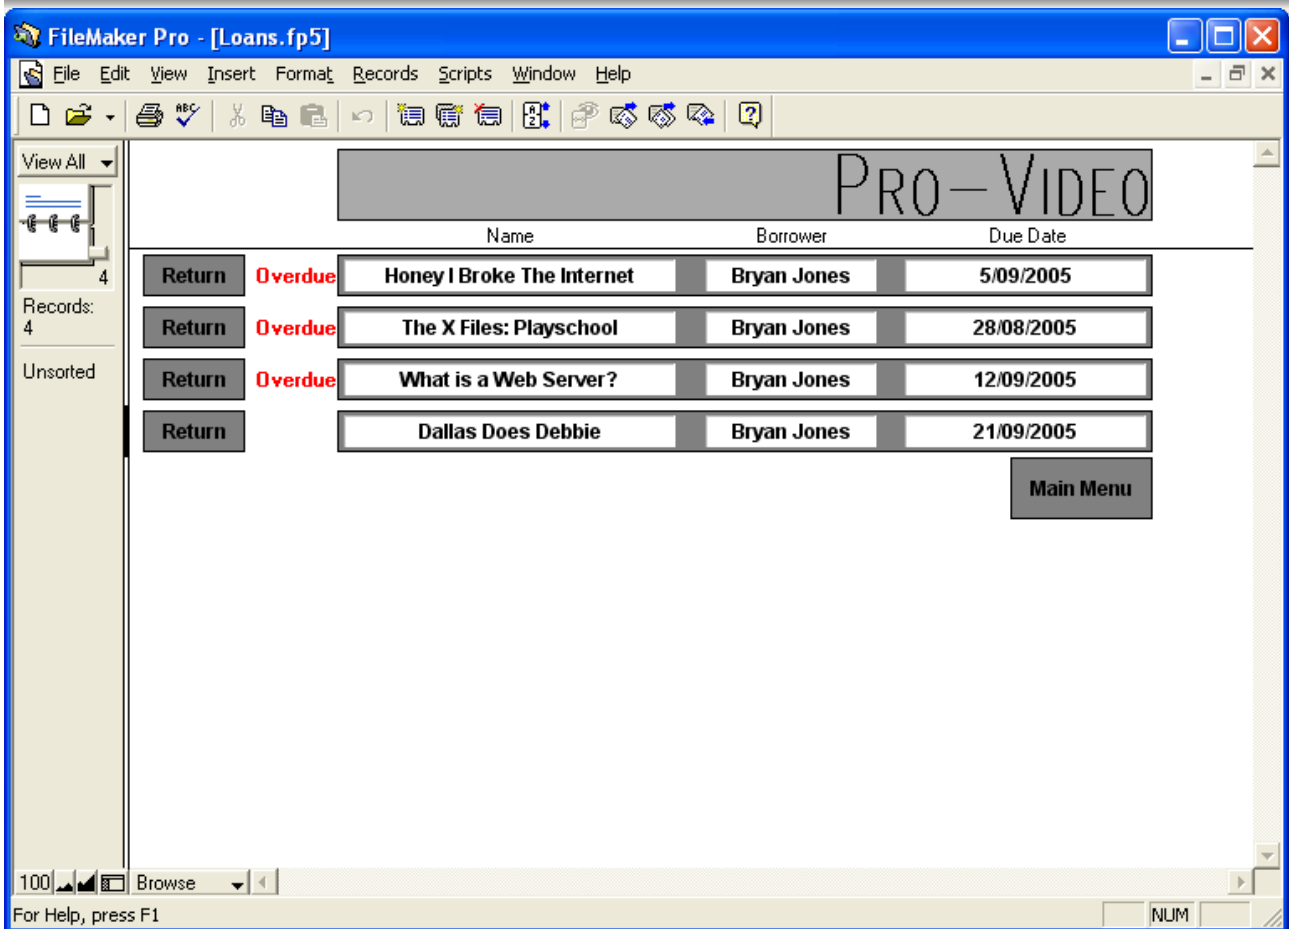 FileMaker Pro - [Loans.fp5]
File Edit View Insert Format Records Scripts Window Help
ABC
View All
PRO-VIDEO
Name Borrower Due Date
4
Return Overdue Honey I Broke The Internet Bryan Jones 5/09/2005
Records:
4
Return Overdue The X Files: Playschool Bryan Jones 28/08/2005
Unsorted
Return Overdue What is a Web Server? Bryan Jones 12/09/2005
Return Dallas Does Debbie Bryan Jones 21/09/2005
Main Menu
100 Browse
For Help, press F1 NUM